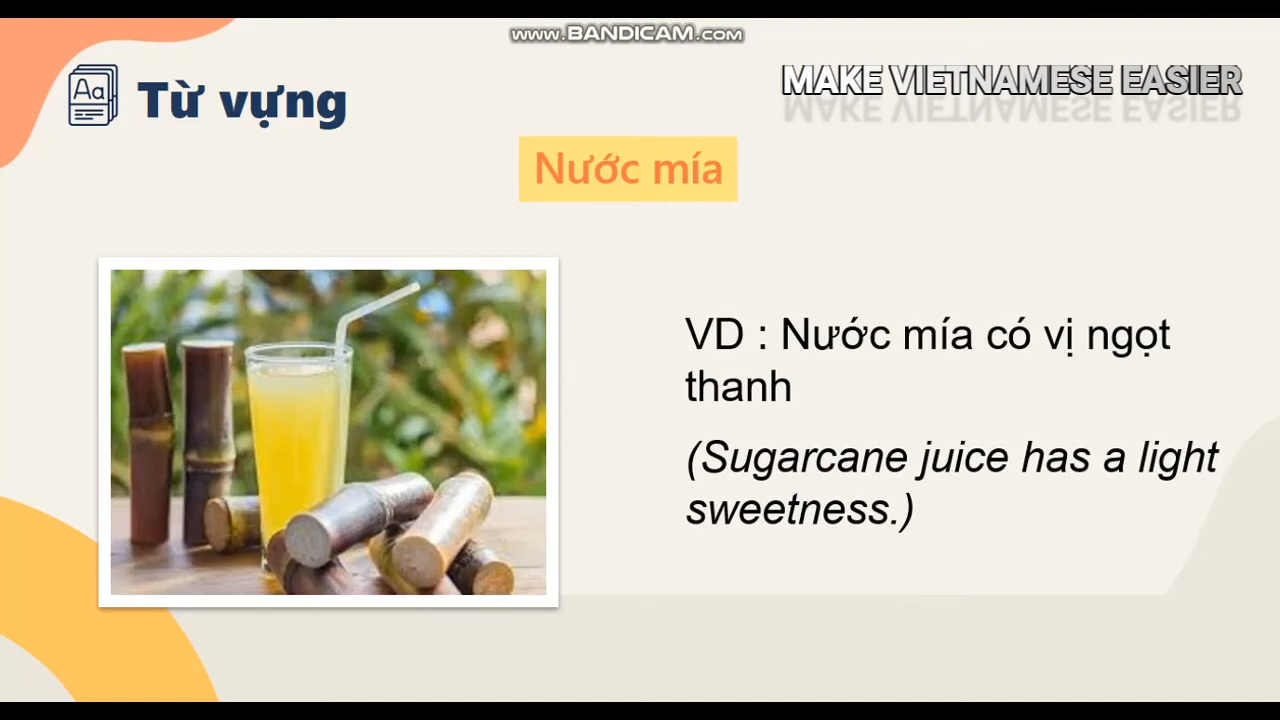 www.BANDICAM.com
MAKE VIETNAMESE EASIER
Aa
Từ vựng
Nước mía
VD : Nước mía có vị ngọt
thanh
(Sugarcane juice has a light
sweetness.)